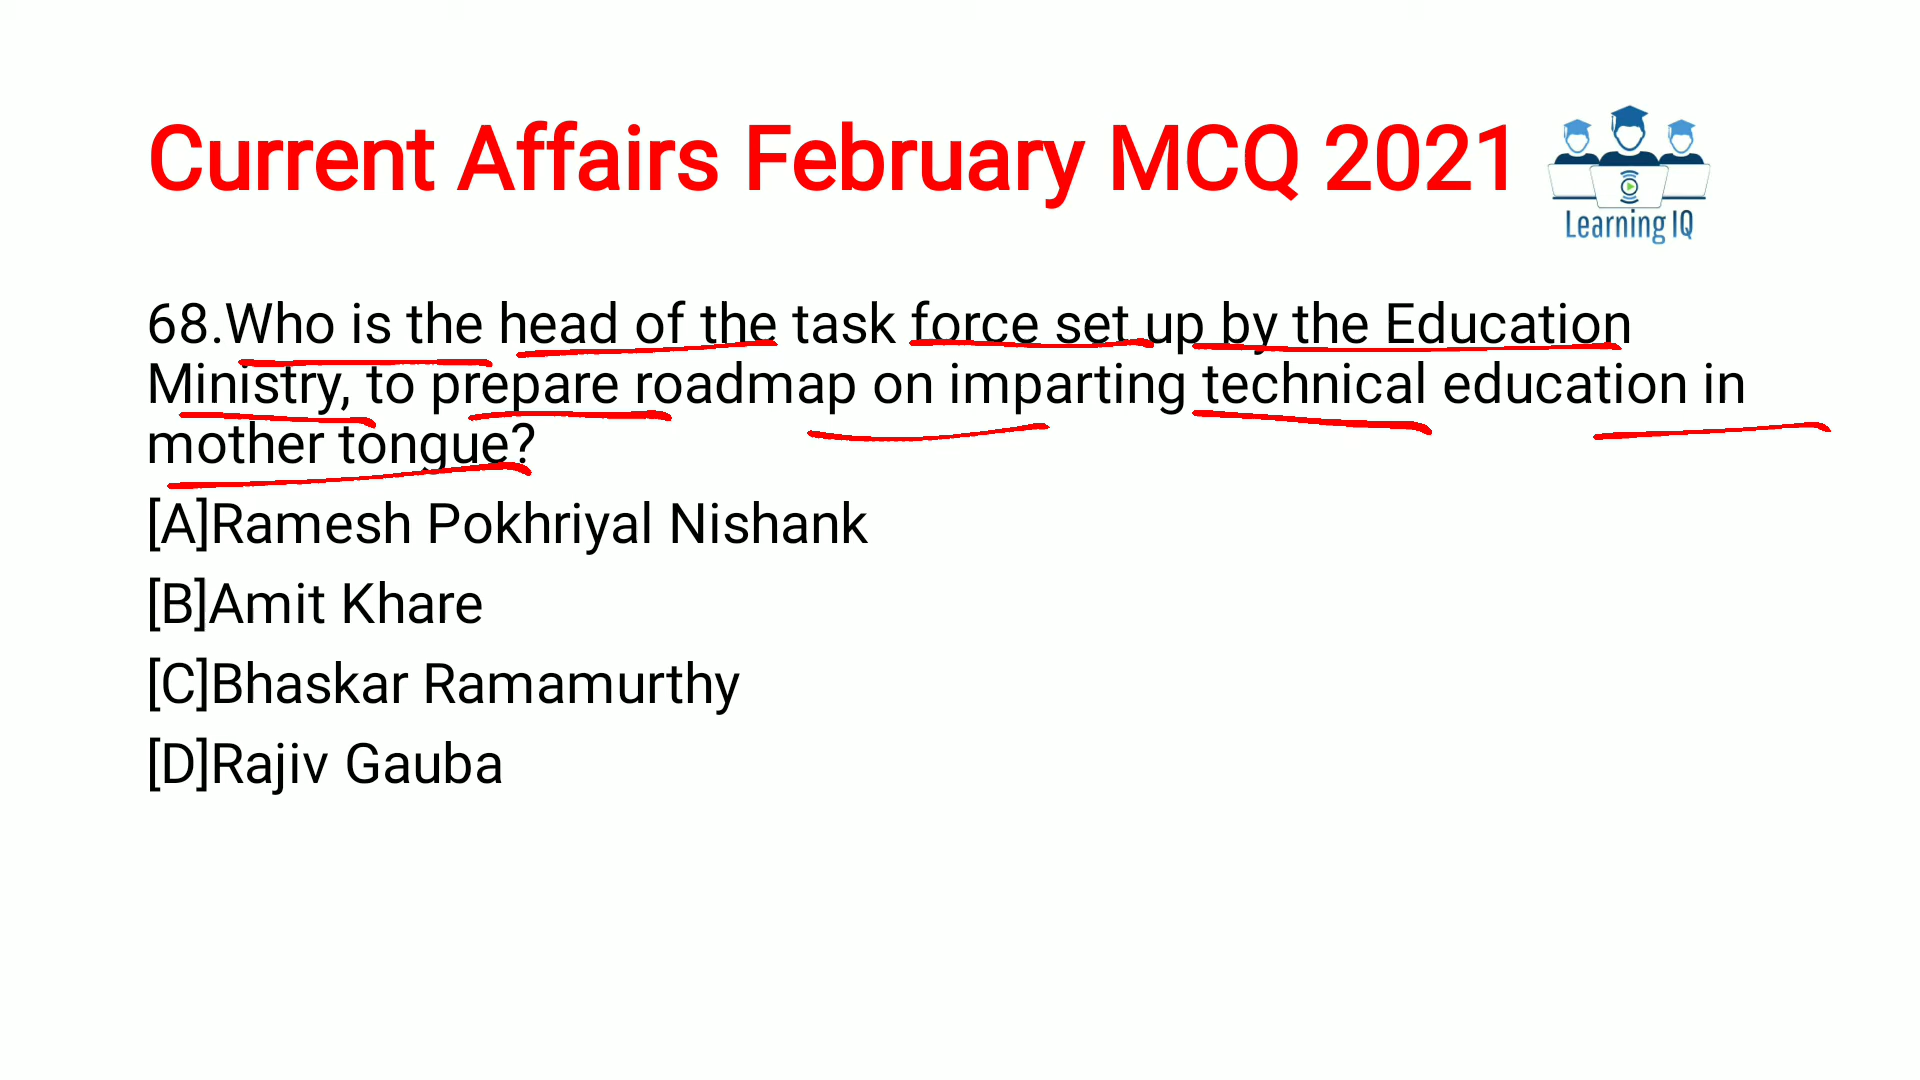 Current Affairs February MCQ 2021
Learning IQ
68.Who is the head of the task force set up by the Education
Ministry, to prepare roadmap on imparting technical education in
mother tongue?
[A]Ramesh Pokhriyal Nishank
[B]Amit Khare
[C]Bhaskar Ramamurthy
[D]Rajiv Gauba